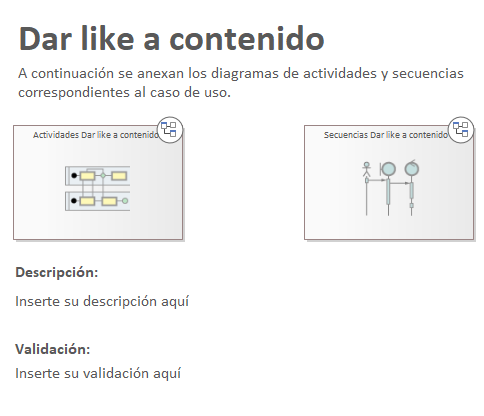 Dar like a contenido
A continuación se anexan los diagramas de actividades y secuencias
correspondientes al caso de uso.
Actividades Dar like a contenido
Secuencias Dar like a contenido
Descripción:
Inserte su descripción aquí
Validación:
Inserte su validación aquí